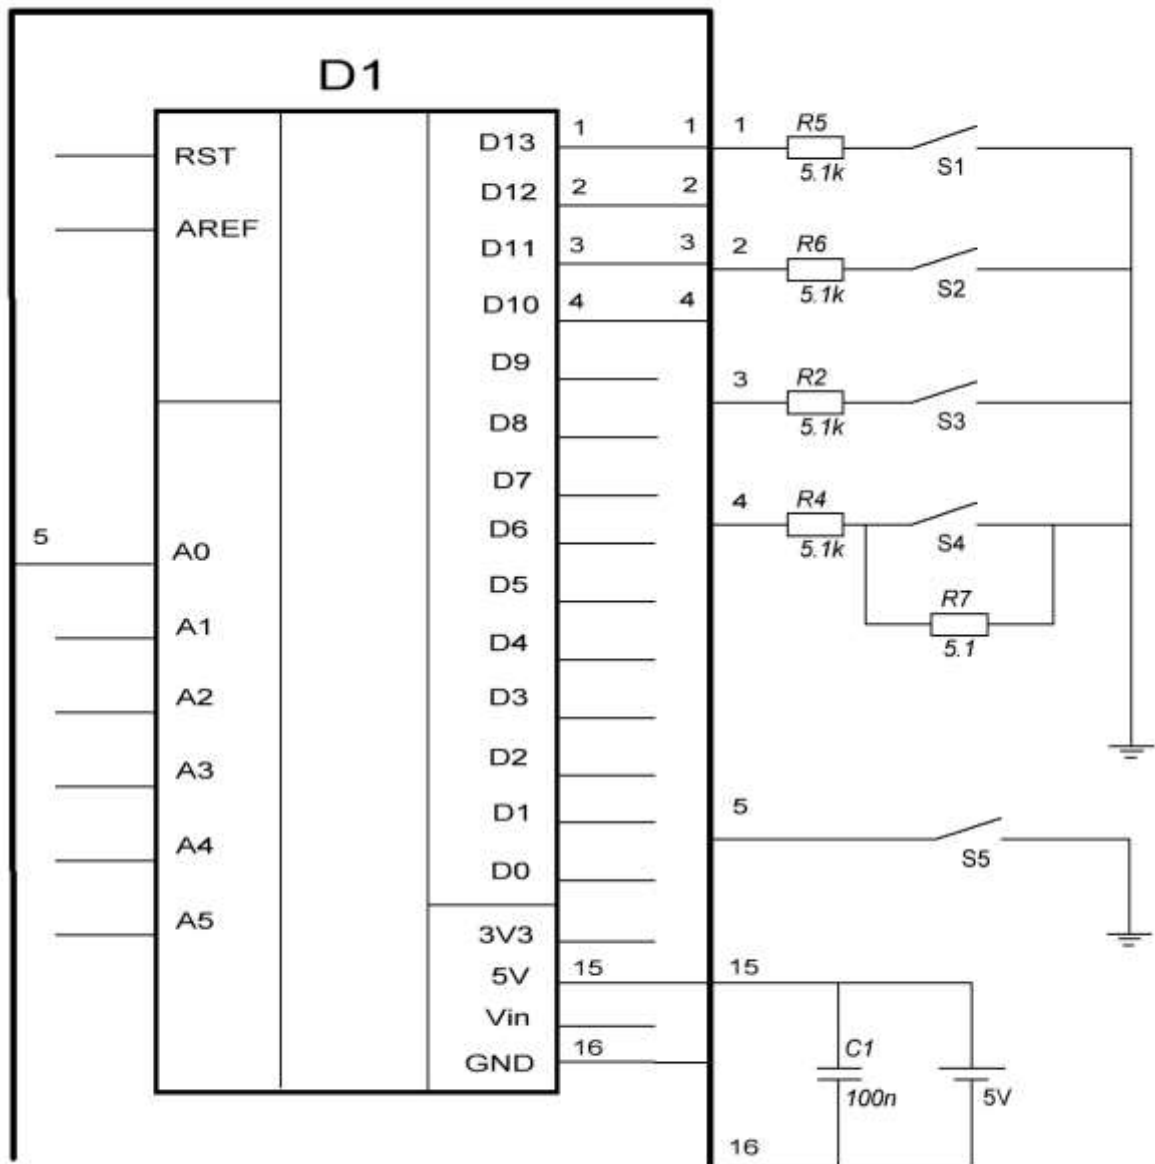 D1
D13 1 1 1 R5
RST 5.1k S1
D12 2 2
AREF D11 3 3 2 R6
5.1k S2
D10 4 4
D9 3 R2
D8 5.1k S3
D7 4 R4
5 A0 D6 5.1k S4
D5 R7
A1 D4 5.1
A2 D3
A3 D2
D1 5
A4 D0 S5
A5 3V3
5V 15 15
Vin
GND 16 C1
100n 5V
16